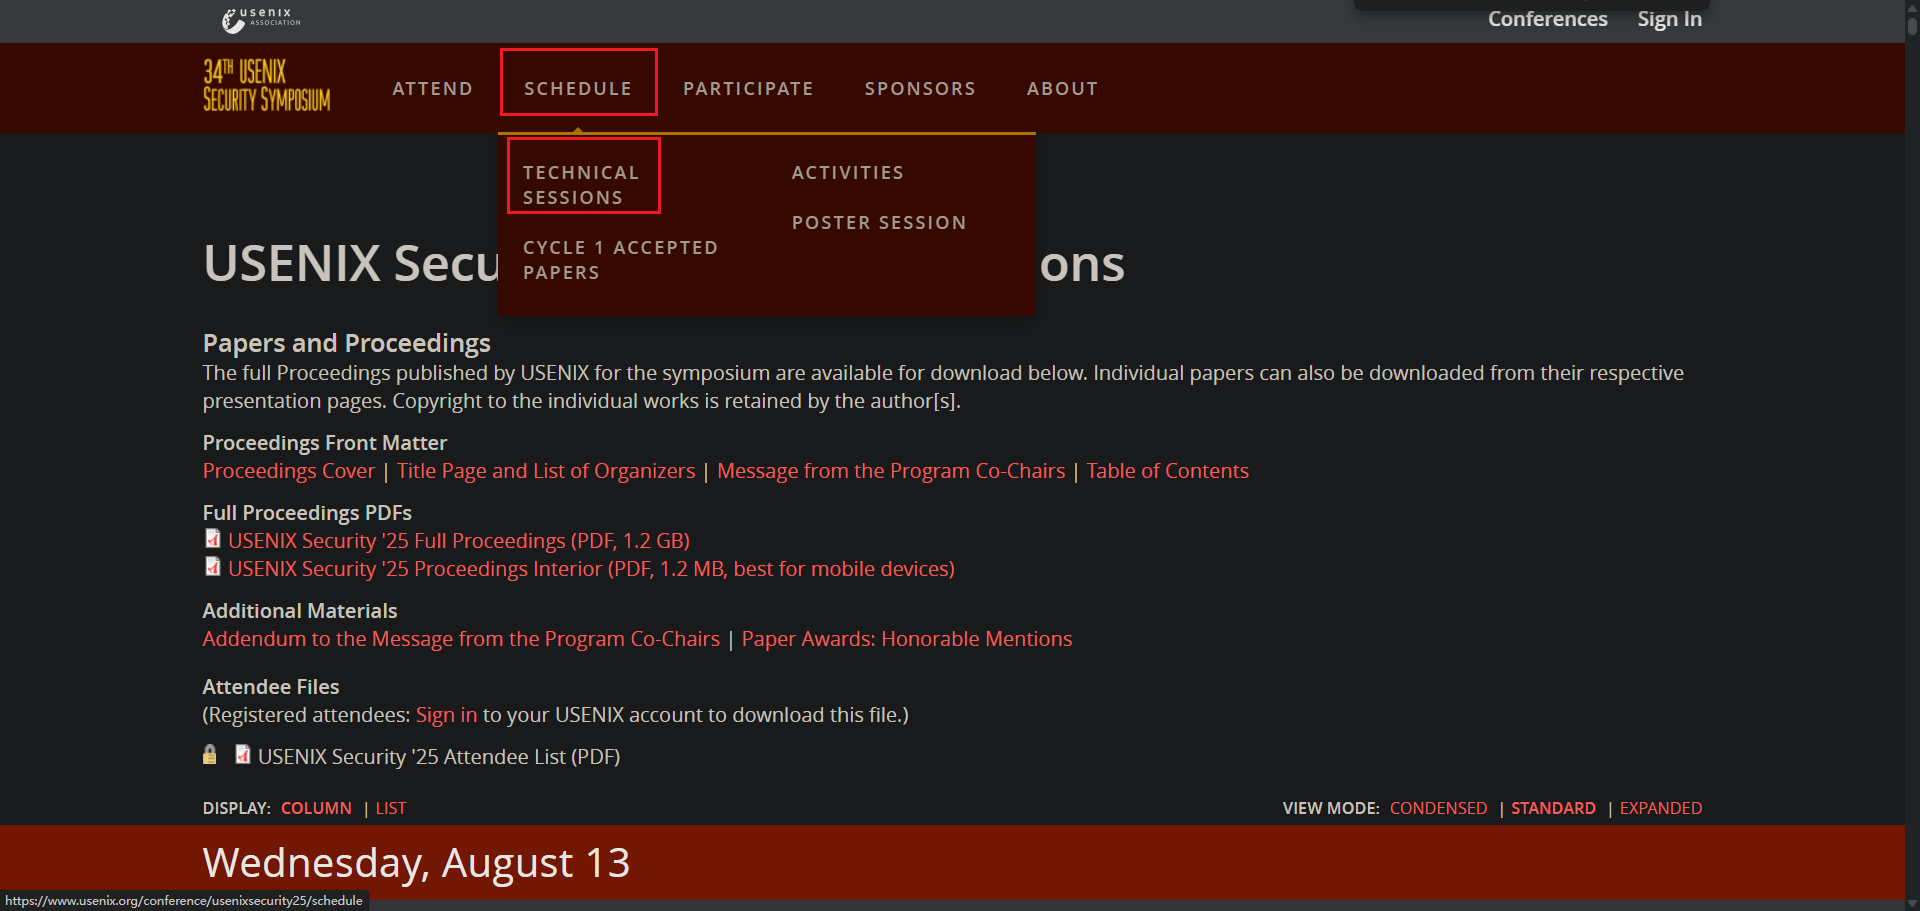 usenix
ASSOCIATION
Conferences
Sign In
34TH USENIX
SECURITY SYMPOSIUM
ATTEND
SCHEDULE
PARTICIPATE
SPONSORS
ABOUT
TECHNICAL
SESSIONS
CYCLE 1 ACCEPTED
PAPERS
ACTIVITIES
POSTER SESSION
USENIX Secu
ons
Papers and Proceedings
The full Proceedings published by USENIX for the symposium are available for download below. Individual papers can also be downloaded from their respective
presentation pages. Copyright to the individual works is retained by the author[s].
Proceedings Front Matter
Proceedings Cover | Title Page and List of Organizers | Message from the Program Co-Chairs | Table of Contents
Full Proceedings PDFs
USENIX Security '25 Full Proceedings (PDF, 1.2 GB)
USENIX Security '25 Proceedings Interior (PDF, 1.2 MB, best for mobile devices)
Additional Materials
Addendum to the Message from the Program Co-Chairs | Paper Awards: Honorable Mentions
Attendee Files
(Registered attendees: Sign in to your USENIX account to download this file.)
USENIX Security '25 Attendee List (PDF)
DISPLAY: COLUMN | LIST
VIEW MODE: CONDENSED | STANDARD | EXPANDED
Wednesday, August 13
https://www.usenix.org/conference/usenixsecurity25/schedule